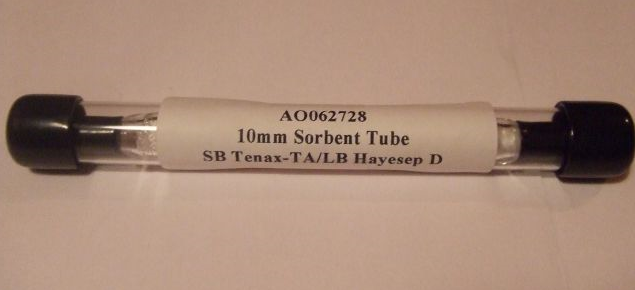 AO062728
10mm Sorbent Tube
SB Tenax-TA/LB Hayesep D